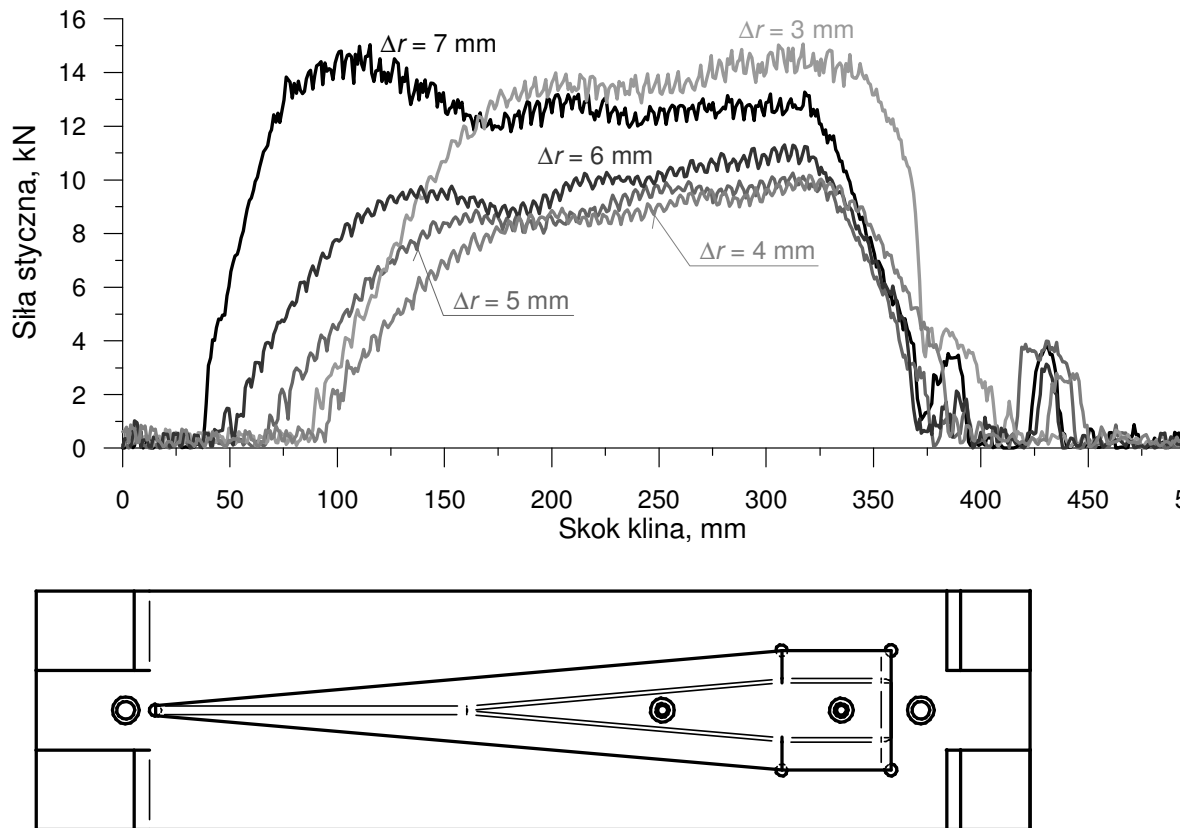 16
14
12
10
8
6
4
2
0
Siła styczna, kN
Δr = 7 mm
Δr = 3 mm
Δr = 6 mm
Δr = 4 mm
Δr = 5 mm
0 50 100 150 200 250 300 350 400 450 5
Skok klina, mm